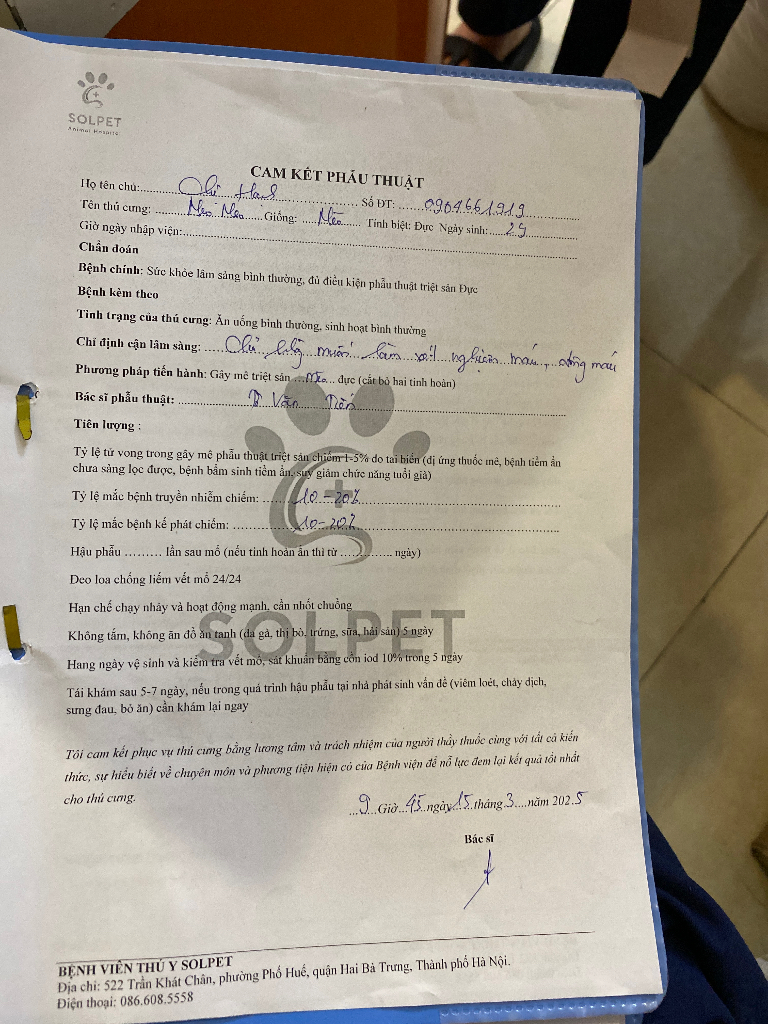 SOLPET
Animal Hospital
CAM KẾT PHẪU THUẬT
Họ tên chủ: Số ĐT: 0904661919
Tên thú cưng: Meo Meo Giống: Mèo Tính biệt: Đực Ngày sinh: 2
Giờ ngày nhập viện:
Chẩn đoán
Bệnh chính: Sức khỏe lâm sàng bình thường, đủ điều kiện phẫu thuật triệt sản Đực
Bệnh kèm theo
Tình trạng của thú cưng: Ăn uống bình thường, sinh hoạt bình thường
Chỉ định cận lâm sàng: Chủ muốn làm máu, đông máu
Phương pháp tiến hành: Gây mê triệt sản mèo đực (cắt bỏ hai tinh hoàn)
Bác sĩ phẫu thuật: Văn Tiến
Tiên lượng :
Tỷ lệ tử vong trong gây mê phẫu thuật triệt sản chiếm 1-5% do tai biến (dị ứng thuốc mê, bệnh tiềm ẩn
chưa sàng lọc được, bệnh bẩm sinh tiềm ẩn, suy giảm chức năng tuổi già)
Tỷ lệ mắc bệnh truyền nhiễm chiếm: 10-20%
Tỷ lệ mắc bệnh kế phát chiếm: 10-20%
Hậu phẫu ......... lần sau mổ (nếu tinh hoàn ẩn thì từ ............. ngày)
Đeo loa chống liếm vết mổ 24/24
Hạn chế chạy nhảy và hoạt động mạnh, cần nhốt chuồng
Không tắm, không ăn đồ ăn tanh (da gà, thị bò, trứng, sữa, hải sản) 5 ngày
SOLPET
Hang ngày vệ sinh và kiểm tra vết mổ, sát khuẩn bằng cồn iod 10% trong 5 ngày
Tái khám sau 5-7 ngày, nếu trong quá trình hậu phẫu tại nhà phát sinh vấn đề (viêm loét, chảy dịch,
sưng đau, bỏ ăn) cần khám lại ngay
Tôi cam kết phục vụ thú cưng bằng lương tâm và trách nhiệm của người thầy thuốc cùng với tất cả kiến
thức, sự hiểu biết về chuyên môn và phương tiện hiện có của Bệnh viện để nỗ lực đem lại kết quả tốt nhất
cho thú cưng.
9 Giờ 45 ngày 15 tháng 3 năm 2025
Bác sĩ
BỆNH VIỆN THÚ Y SOLPET
Địa chỉ: 522 Trần Khát Chân, phường Phố Huế, quận Hai Bà Trưng, Thành phố Hà Nội.
Điện thoại: 086.608.5558